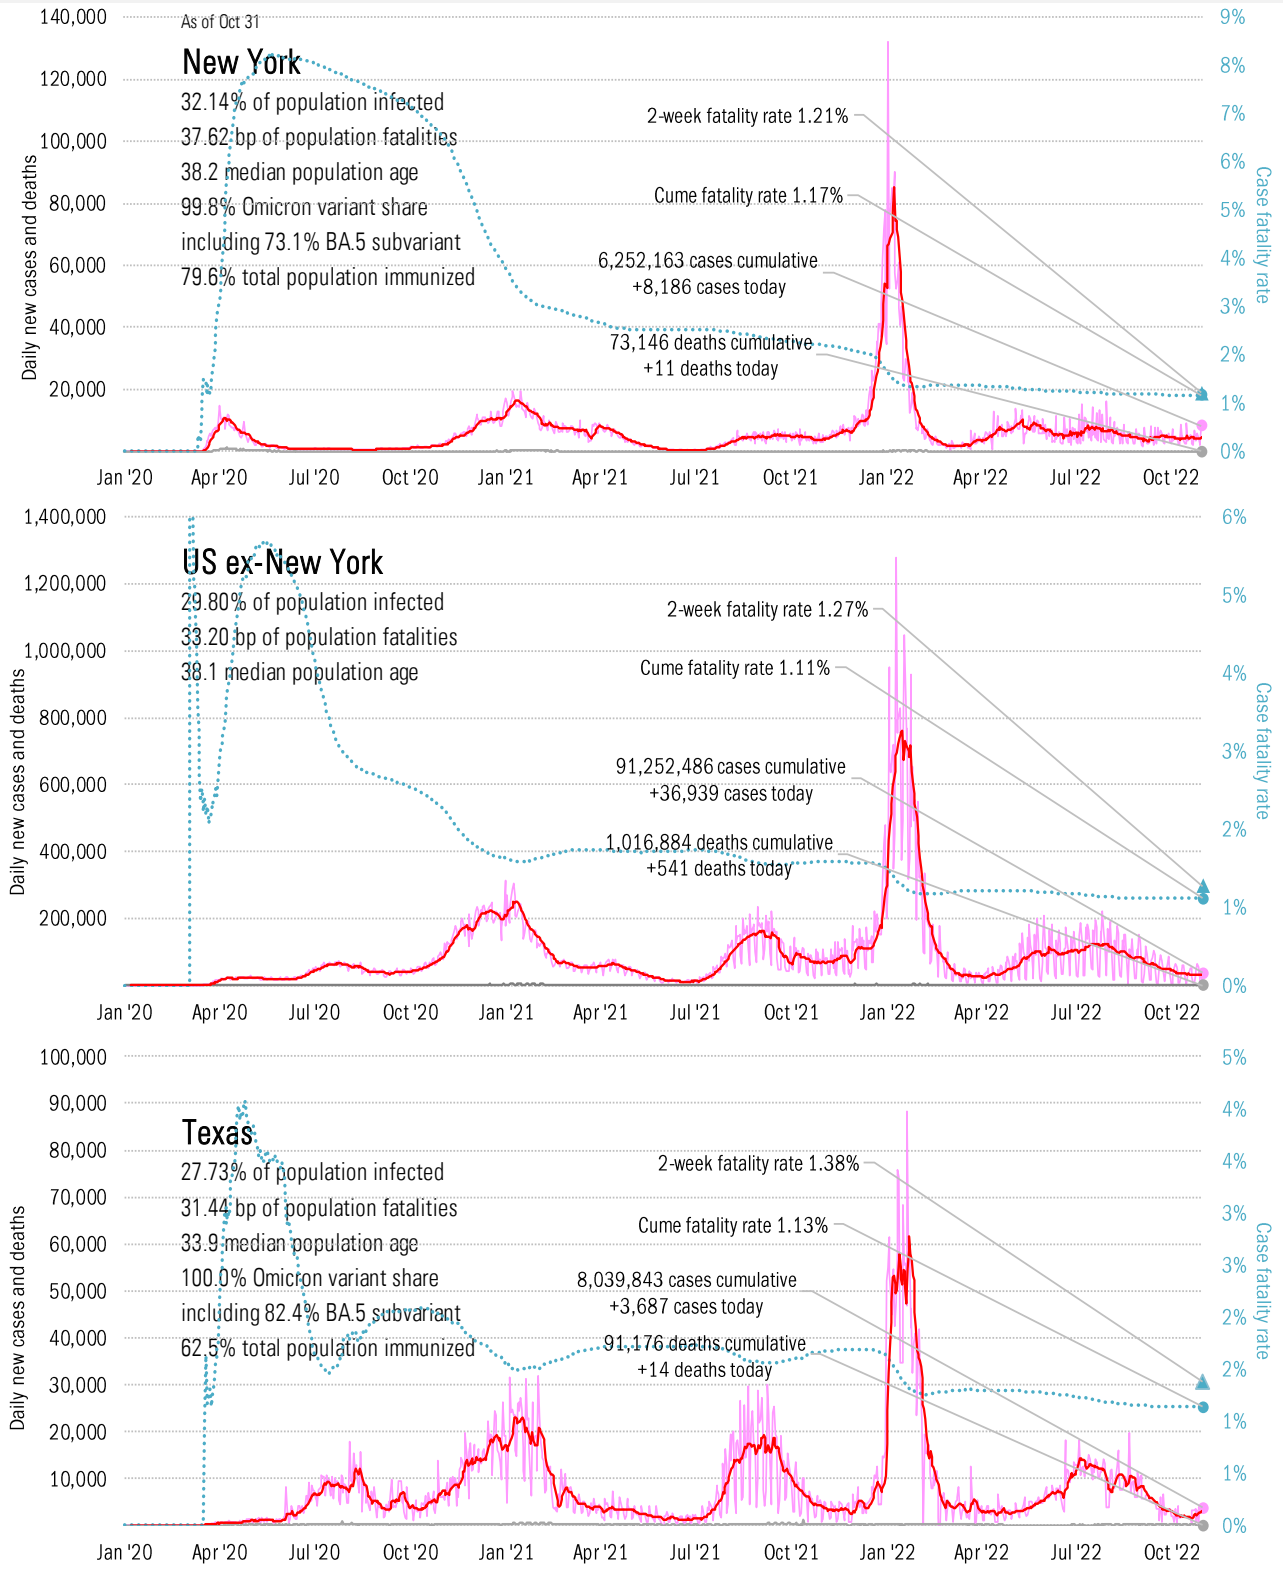 As of Oct 31
New York
32.14% of population infected
37.62 bp of population fatalities
38.2 median population age
99.8% Omicron variant share
including 73.1% BA.5 subvariant
79.6% total population immunized
2-week fatality rate 1.21%
Cume fatality rate 1.17%
6,252,163 cases cumulative
+8,186 cases today
73,146 deaths cumulative
+11 deaths today
Daily new cases and deaths
140,000
120,000
100,000
80,000
60,000
40,000
20,000
9%
8%
7%
6%
5%
4%
3%
2%
1%
0%
Case fatality rate
Jan '20 Apr '20 Jul '20 Oct '20 Jan '21 Apr '21 Jul '21 Oct '21 Jan '22 Apr '22 Jul '22 Oct '22
US ex-New York
29.80% of population infected
33.20 bp of population fatalities
38.1 median population age
2-week fatality rate 1.27%
Cume fatality rate 1.11%
91,252,486 cases cumulative
+36,939 cases today
1,016,884 deaths cumulative
+541 deaths today
Daily new cases and deaths
1,400,000
1,200,000
1,000,000
800,000
600,000
400,000
200,000
6%
5%
4%
3%
2%
1%
0%
Case fatality rate
Jan '20 Apr '20 Jul '20 Oct '20 Jan '21 Apr '21 Jul '21 Oct '21 Jan '22 Apr '22 Jul '22 Oct '22
Texas
27.73% of population infected
31.44 bp of population fatalities
33.9 median population age
100.0% Omicron variant share
including 82.4% BA.5 subvariant
62.5% total population immunized
2-week fatality rate 1.38%
Cume fatality rate 1.13%
8,039,843 cases cumulative
+3,687 cases today
91,176 deaths cumulative
+14 deaths today
Daily new cases and deaths
100,000
90,000
80,000
70,000
60,000
50,000
40,000
30,000
20,000
10,000
5%
4%
4%
3%
3%
2%
2%
1%
1%
0%
Case fatality rate
Jan '20 Apr '20 Jul '20 Oct '20 Jan '21 Apr '21 Jul '21 Oct '21 Jan '22 Apr '22 Jul '22 Oct '22